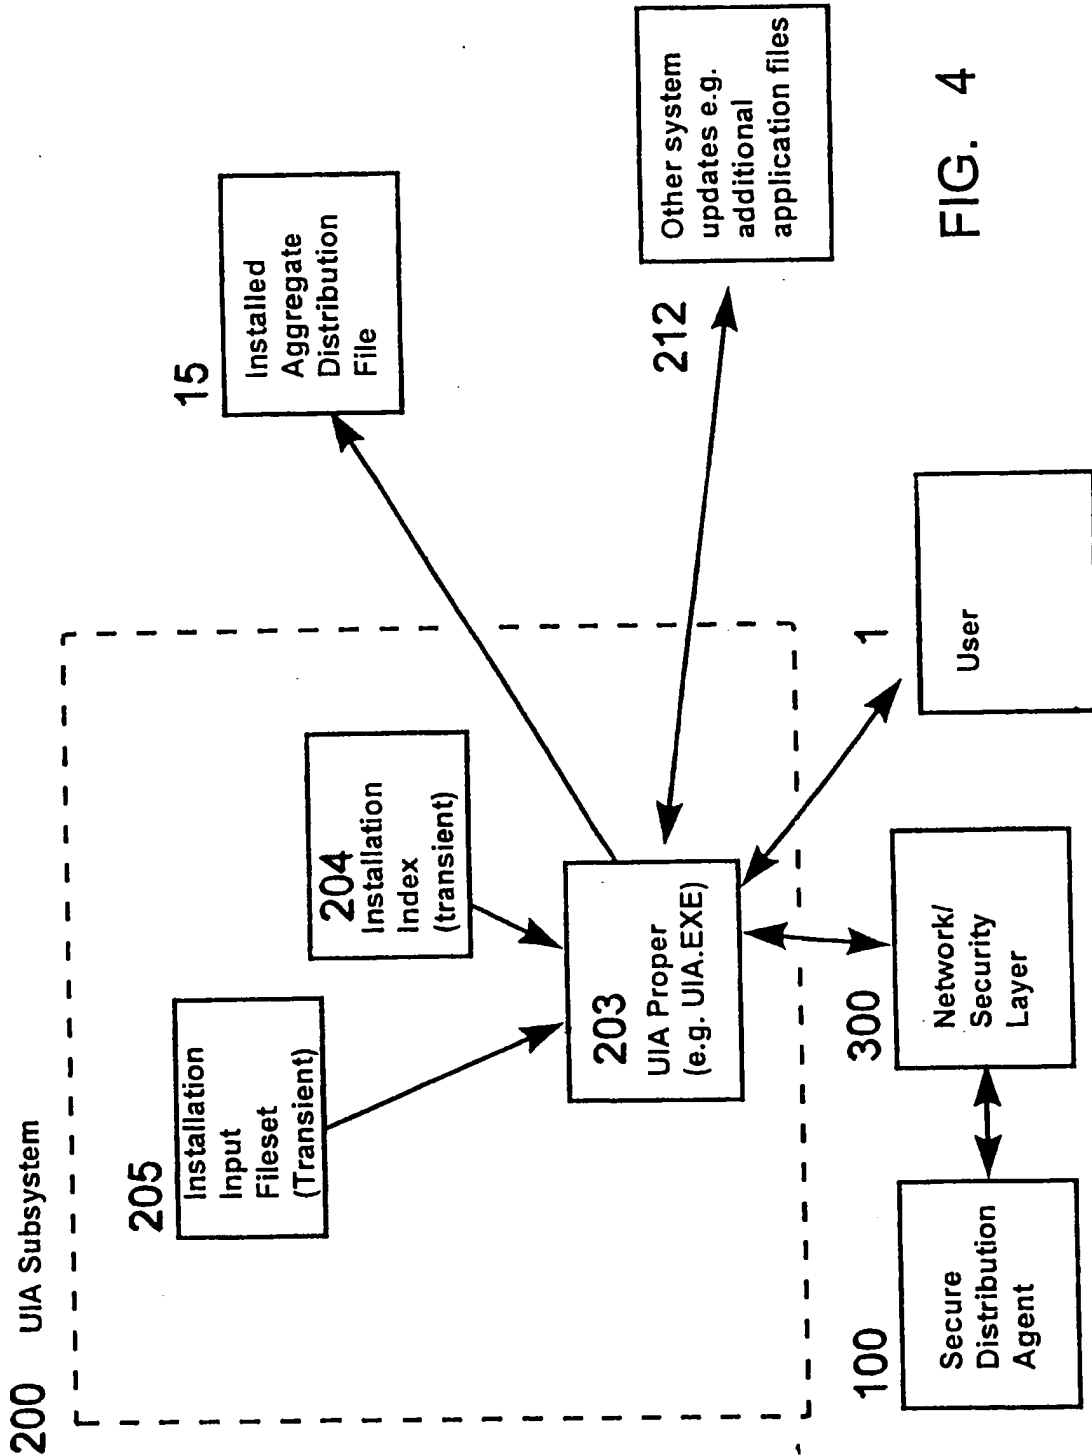 200 UIA Subsystem
205
Installation
Input
Fileset
(Transient)
204
Installation
Index
(transient)
15
Installed
Aggregate
Distribution
File
203
UIA Proper
(e.g. UIA.EXE)
212
Other system
updates e.g.
additional
application files
100
Secure
Distribution
Agent
300
Network/
Security
Layer
1
User
FIG. 4